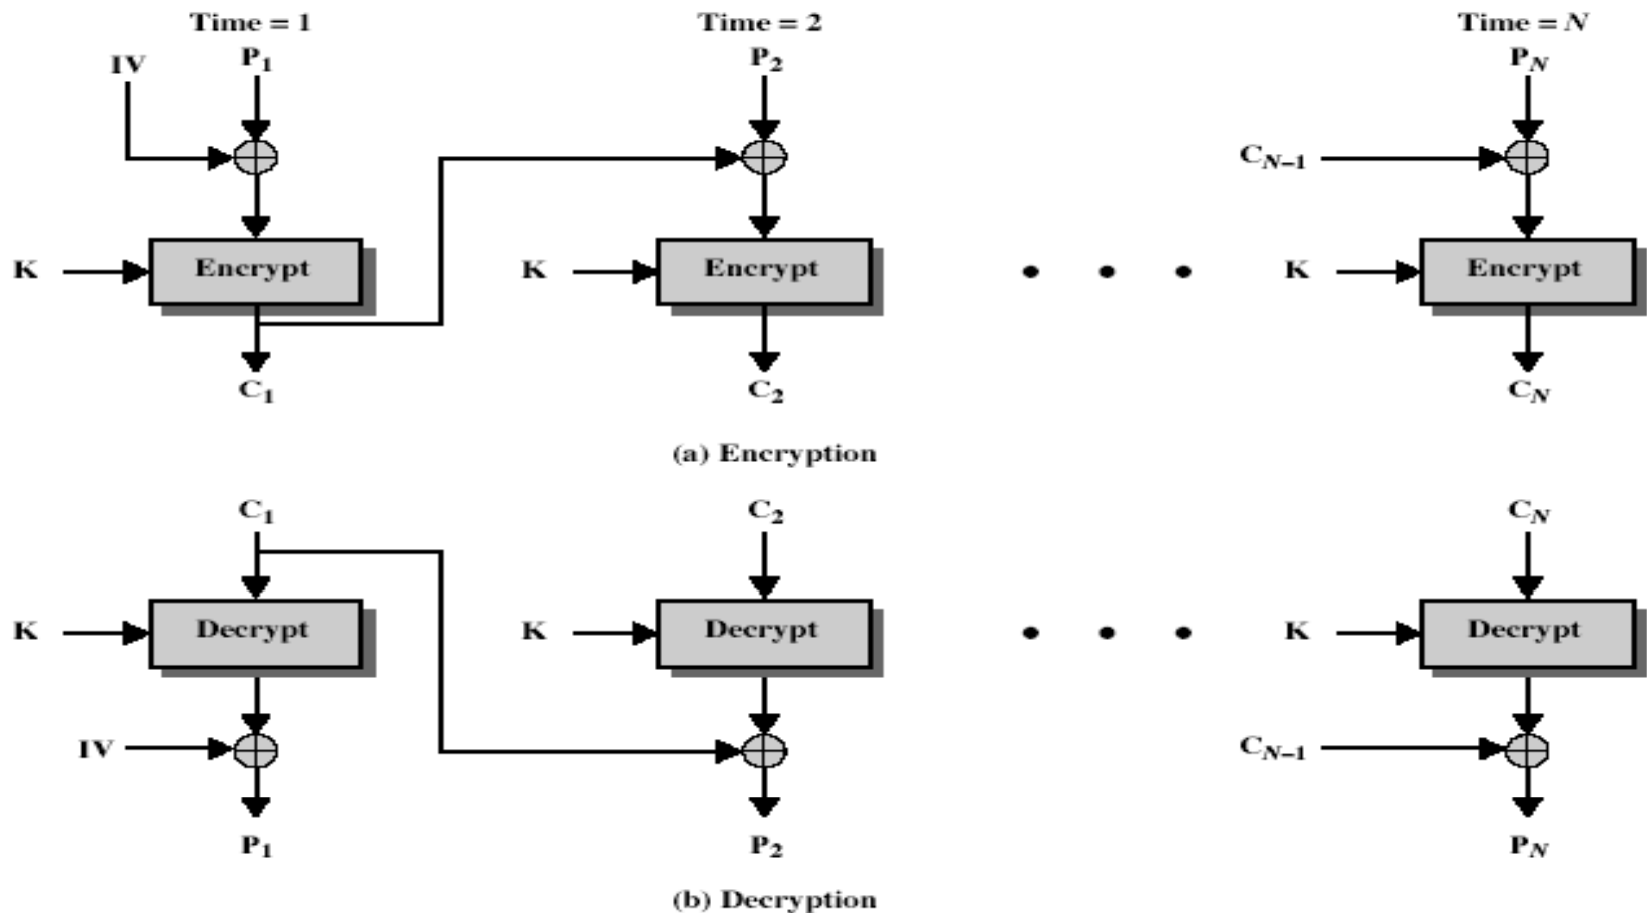 Time = 1 Time = 2 Time = N
IV P1 P2 PN
CN–1
K Encrypt K Encrypt K Encrypt
C1 C2 CN
(a) Encryption
C1 C2 CN
K Decrypt K Decrypt K Decrypt
IV CN–1
P1 P2 PN
(b) Decryption